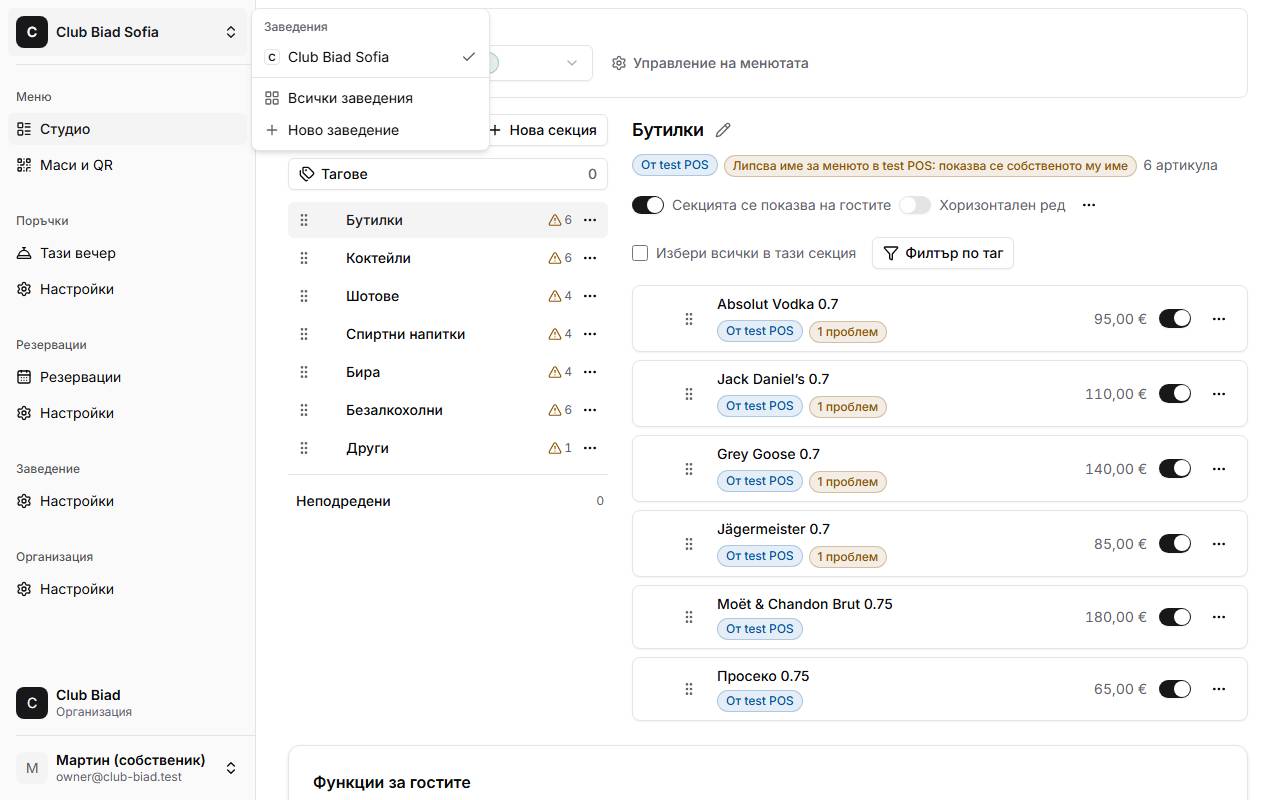 C
Club Biad Sofia
Меню
Студио
Маси и QR
Поръчки
Тази вечер
Настройки
Резервации
Резервации
Настройки
Заведение
Настройки
Организация
Настройки
C
Club Biad
Организация
M
Мартин (собственик)
owner@club-biad.test
Заведения
C
Club Biad Sofia
Всички заведения
Ново заведение
Управление на менютата
Нова секция
Тагове
0
Бутилки
6
Коктейли
6
Шотове
4
Спиртни напитки
4
Бира
4
Безалкохолни
6
Други
1
Неподредени
0
Бутилки
От test POS
Липсва име за менюто в test POS: показва се собственото му име
6 артикула
Секцията се показва на гостите
Хоризонтален ред
Избери всички в тази секция
Филтър по таг
Absolut Vodka 0.7
От test POS
1 проблем
95,00 €
Jack Daniel’s 0.7
От test POS
1 проблем
110,00 €
Grey Goose 0.7
От test POS
1 проблем
140,00 €
Jägermeister 0.7
От test POS
1 проблем
85,00 €
Moët & Chandon Brut 0.75
От test POS
180,00 €
Просеко 0.75
От test POS
65,00 €
Функции за гостите